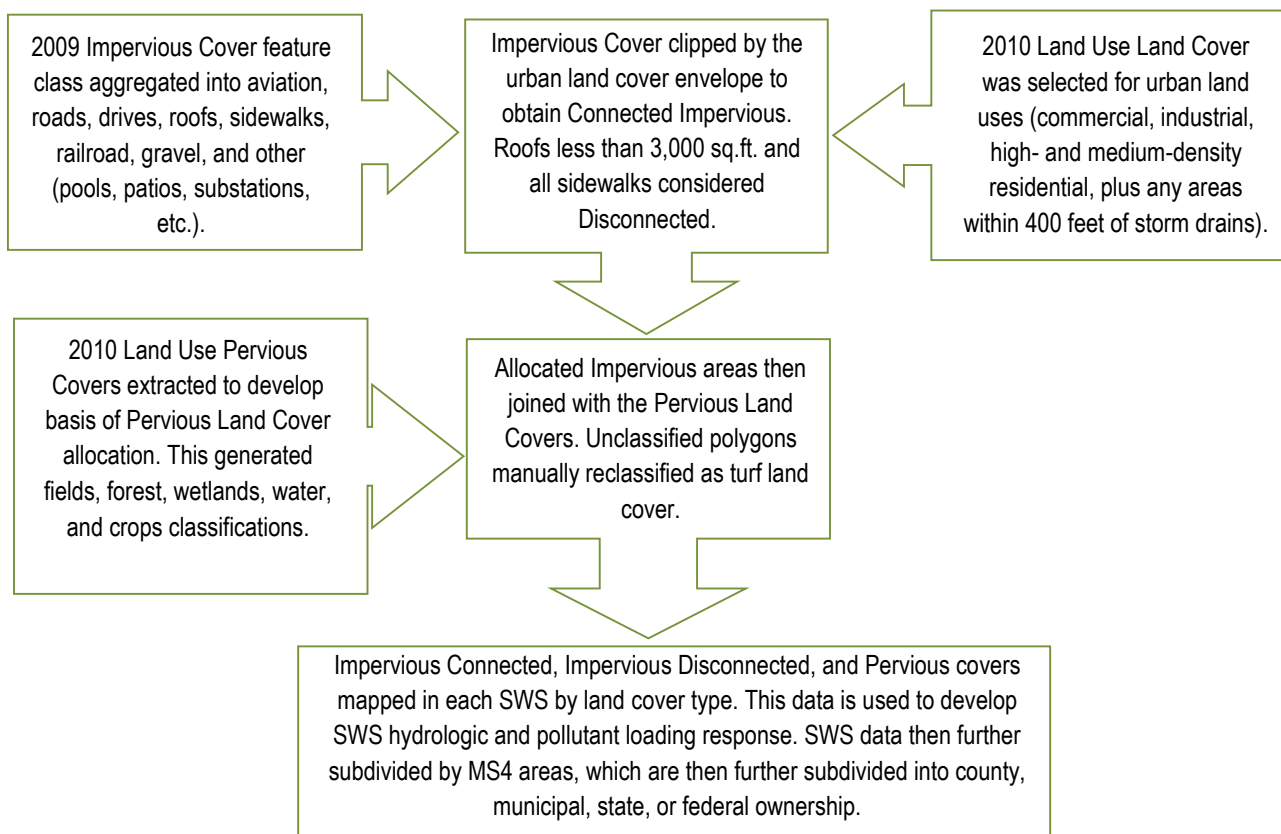 2009 Impervious Cover feature
class aggregated into aviation,
roads, drives, roofs, sidewalks,
railroad, gravel, and other
(pools, patios, substations,
etc.).
Impervious Cover clipped by the
urban land cover envelope to
obtain Connected Impervious.
Roofs less than 3,000 sq.ft. and
all sidewalks considered
Disconnected.
2010 Land Use Land Cover
was selected for urban land
uses (commercial, industrial,
high- and medium-density
residential, plus any areas
within 400 feet of storm drains).
2010 Land Use Pervious
Covers extracted to develop
basis of Pervious Land Cover
allocation. This generated
fields, forest, wetlands, water,
and crops classifications.
Allocated Impervious areas then
joined with the Pervious Land
Covers. Unclassified polygons
manually reclassified as turf land
cover.
Impervious Connected, Impervious Disconnected, and Pervious covers
mapped in each SWS by land cover type. This data is used to develop
SWS hydrologic and pollutant loading response. SWS data then further
subdivided by MS4 areas, which are then further subdivided into county,
municipal, state, or federal ownership.